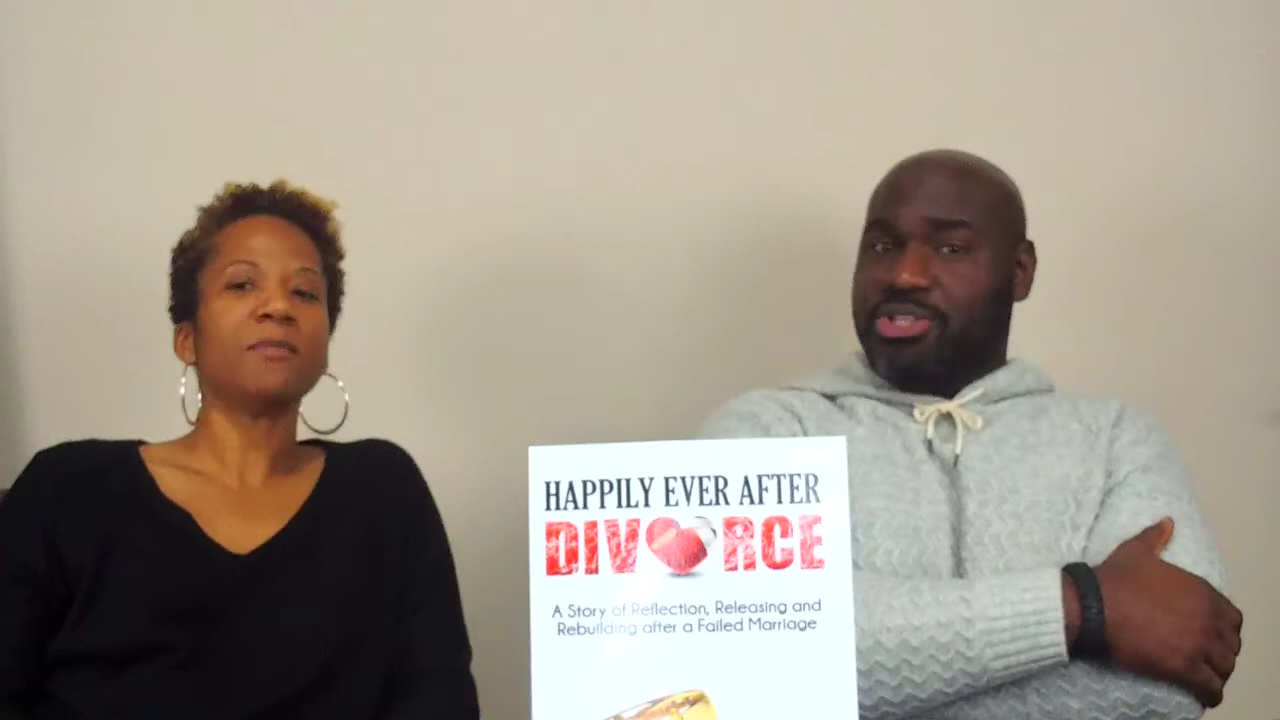 HAPPILY EVER AFTER
DIVORCE
A Story of Reflection, Releasing and
Rebuilding after a Failed Marriage